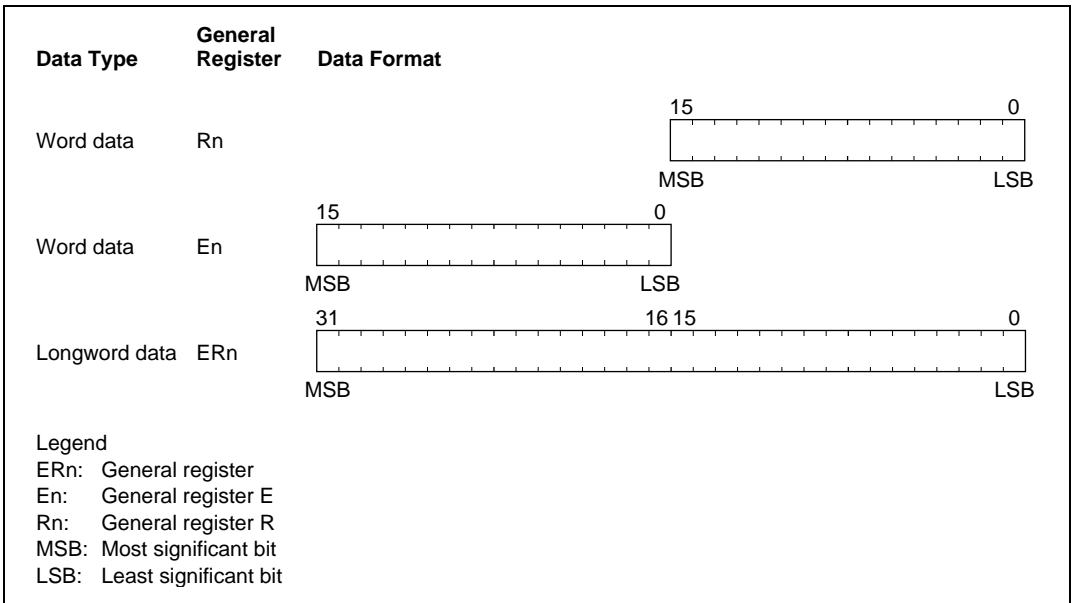 General
Data Type Register Data Format
15 0
Word data Rn
MSB LSB
15 0
Word data En
MSB LSB
31 16 15 0
Longword data ERn
MSB LSB
Legend
ERn: General register
En: General register E
Rn: General register R
MSB: Most significant bit
LSB: Least significant bit